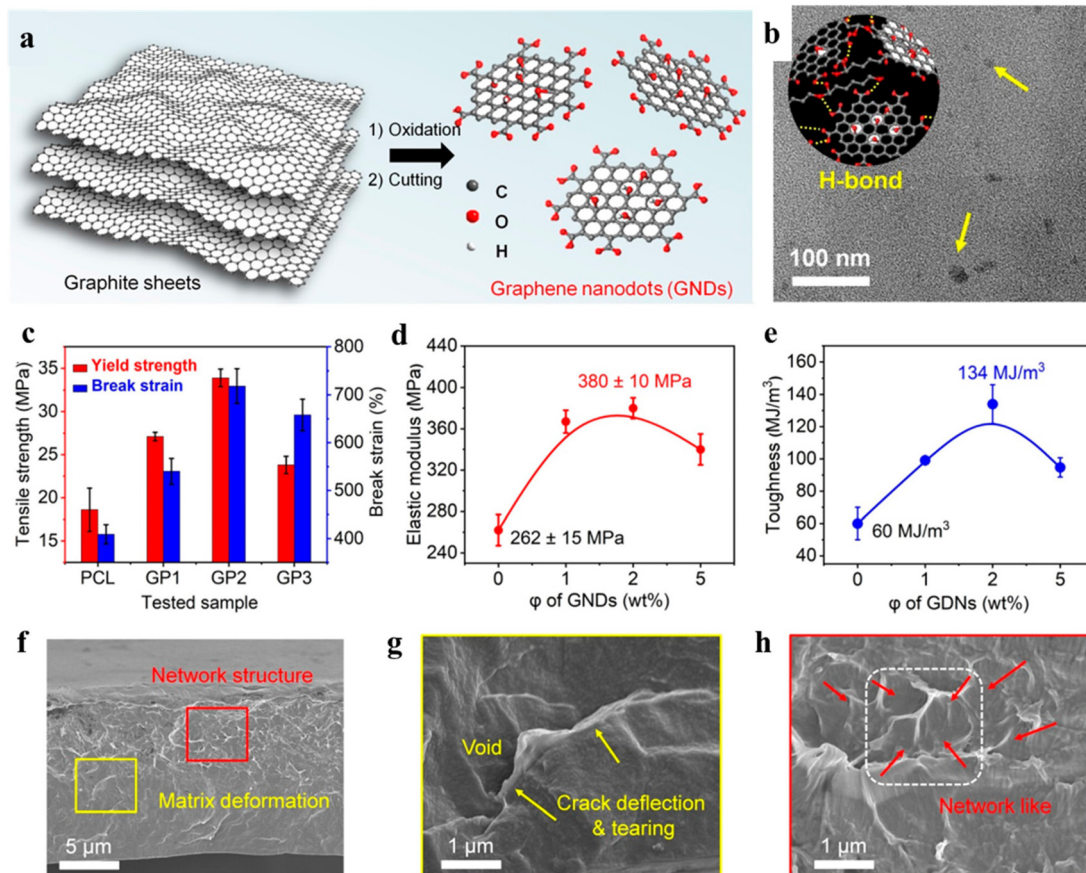 a
1) Oxidation
2) Cutting
C
O
H
Graphite sheets
Graphene nanodots (GNDs)
b
H-bond
100 nm
c
Yield strength
Break strain
Tensile strength (MPa)
35
30
25
20
15
Break strain (%)
800
700
600
500
400
PCL GP1 GP2 GP3
Tested sample
d
Elastic modulus (MPa)
440
400
360
320
280
240
380 ± 10 MPa
262 ± 15 MPa
0 1 2 5
φ of GNDs (wt%)
e
Toughness (MJ/m³)
160
140
120
100
80
60
40
134 MJ/m³
60 MJ/m³
0 1 2 5
φ of GDNs (wt%)
f
Network structure
Matrix deformation
5 μm
g
Void
Crack deflection
& tearing
1 μm
h
Network like
1 μm